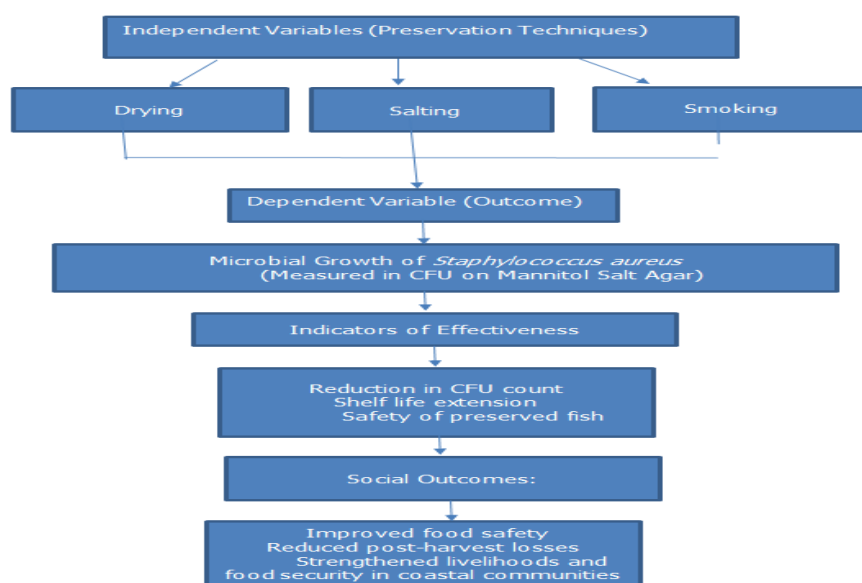 Independent Variables (Preservation Techniques)
Drying
Salting
Smoking
Dependent Variable (Outcome)
Microbial Growth of Staphylococcus aureus
(Measured in CFU on Mannitol Salt Agar)
Indicators of Effectiveness
Reduction in CFU count
Shelf life extension
Safety of preserved fish
Social Outcomes:
Improved food safety
Reduced post-harvest losses
Strengthened livelihoods and
food security in coastal communities